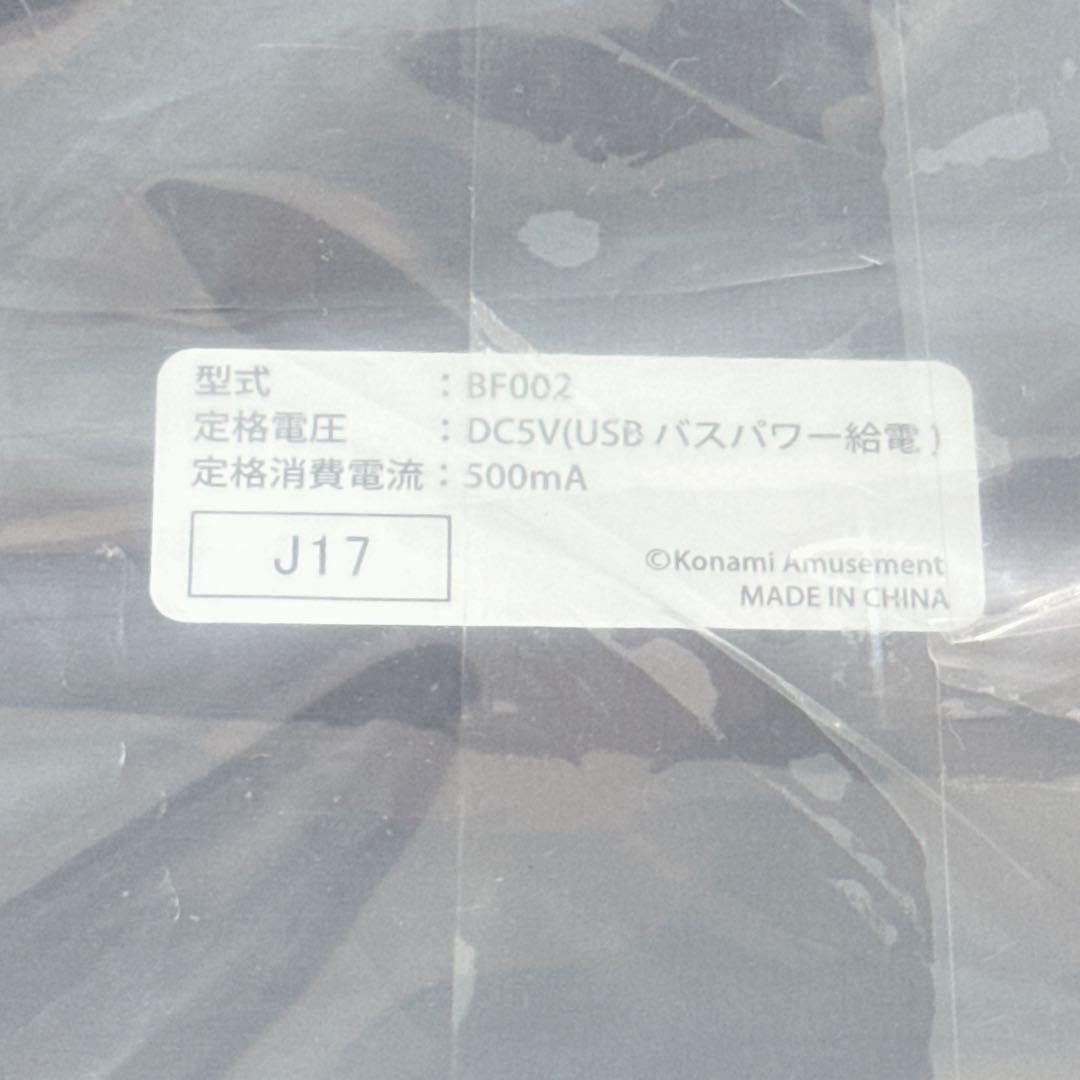 型式 : BF002
定格電圧 : DC5V(USB バスパワー給電 )
定格消費電流 : 500mA
J17
©Konami Amusement
MADE IN CHINA